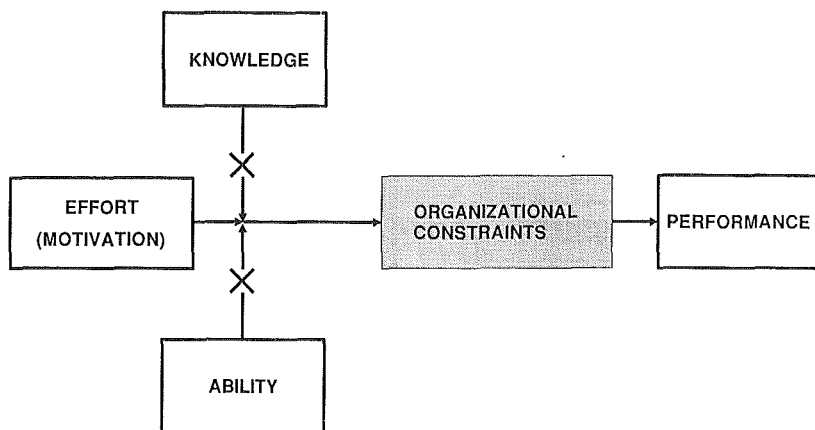 KNOWLEDGE
EFFORT
(MOTIVATION)
ORGANIZATIONAL
CONSTRAINTS
PERFORMANCE
ABILITY